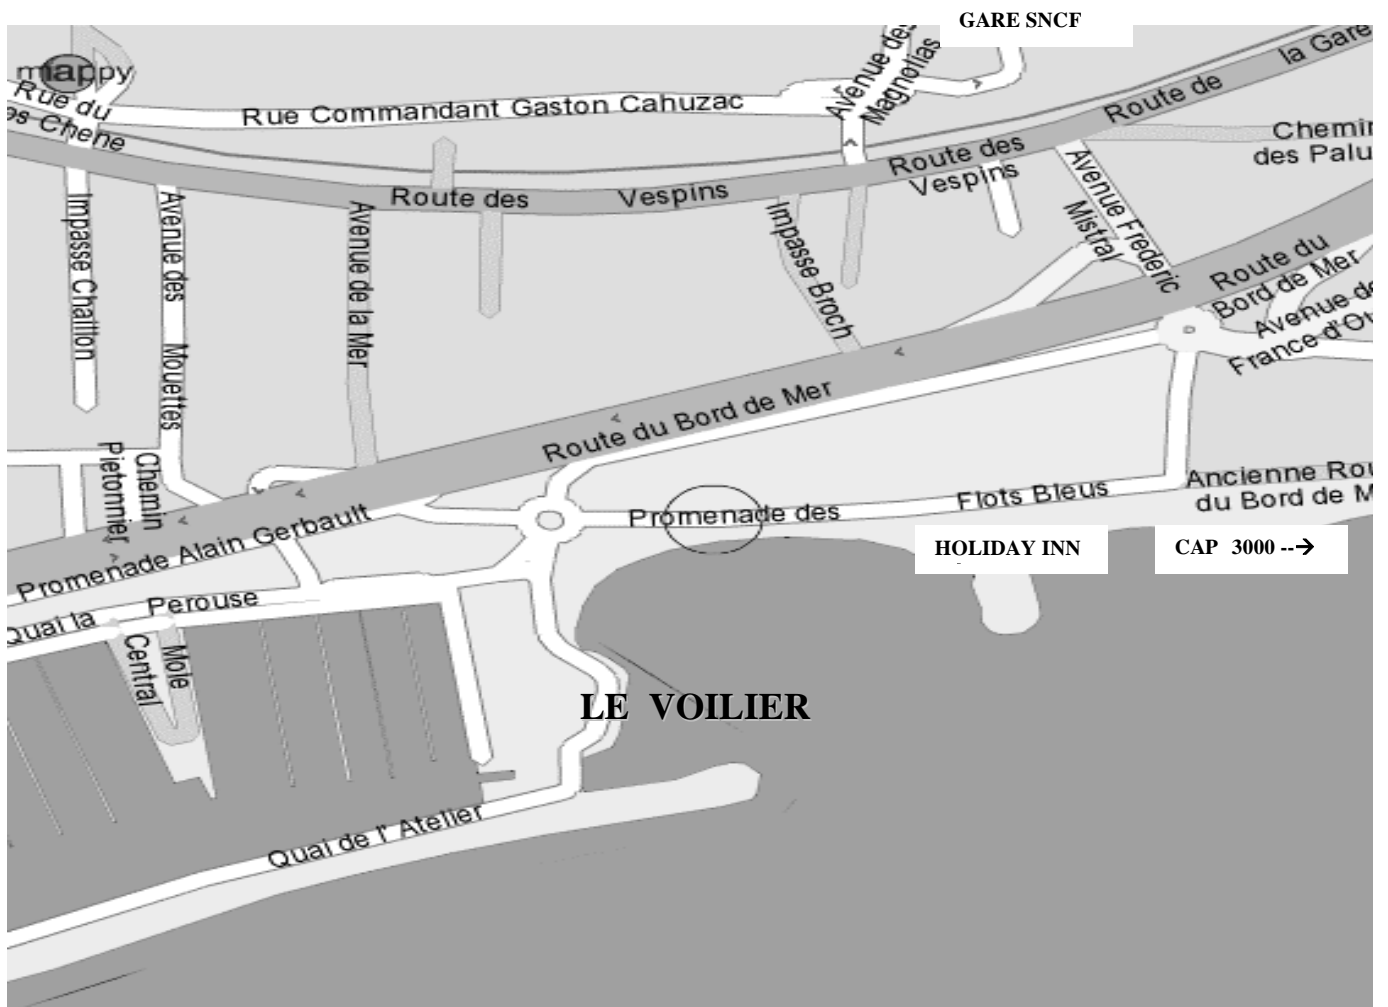 GARE SNCF
mappy
Rue du
os Chene
Rue Commandant Gaston Cahuzac
Avenue des
Magnolias
Route de
la Gare
Chemin
des Palu
Route des
Vespins
Route des
Vespins
Impasse Chaillon
Avenue des Mouettes
Avenue de la Mer
Impasse Broch
Avenue Frederic
Mistral
Route du
Bord de Mer
Avenue de
France d'Ou
Route du Bord de Mer
Chemin
Pietonnier
Promenade Alain Gerbault
Promenade des
Flots Bleus
Ancienne Rou
du Bord de M
HOLIDAY INN
CAP 3000 --→
Quai la
Perouse
Mole
Central
LE VOILIER
Quai de l' Atelier